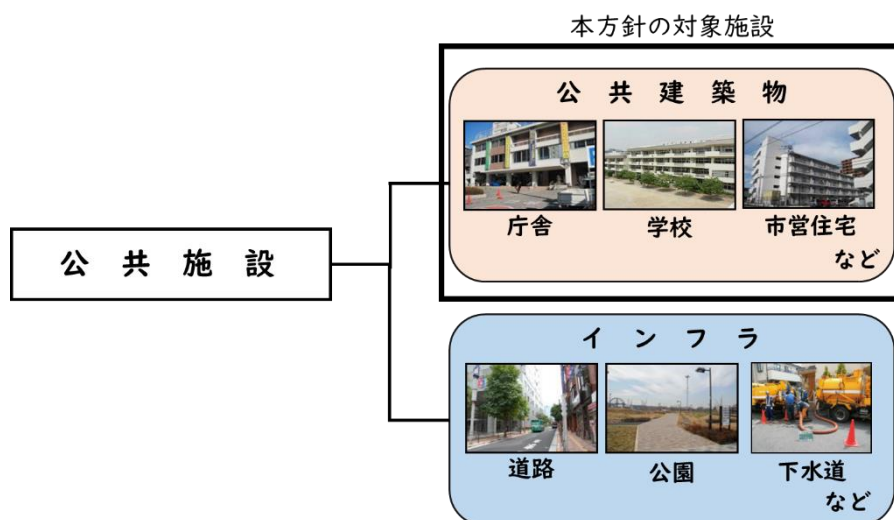 本方針の対象施設
公共建築物
庁舎 学校 市営住宅
など
公共施設
インフラ
道路 公園 下水道
など